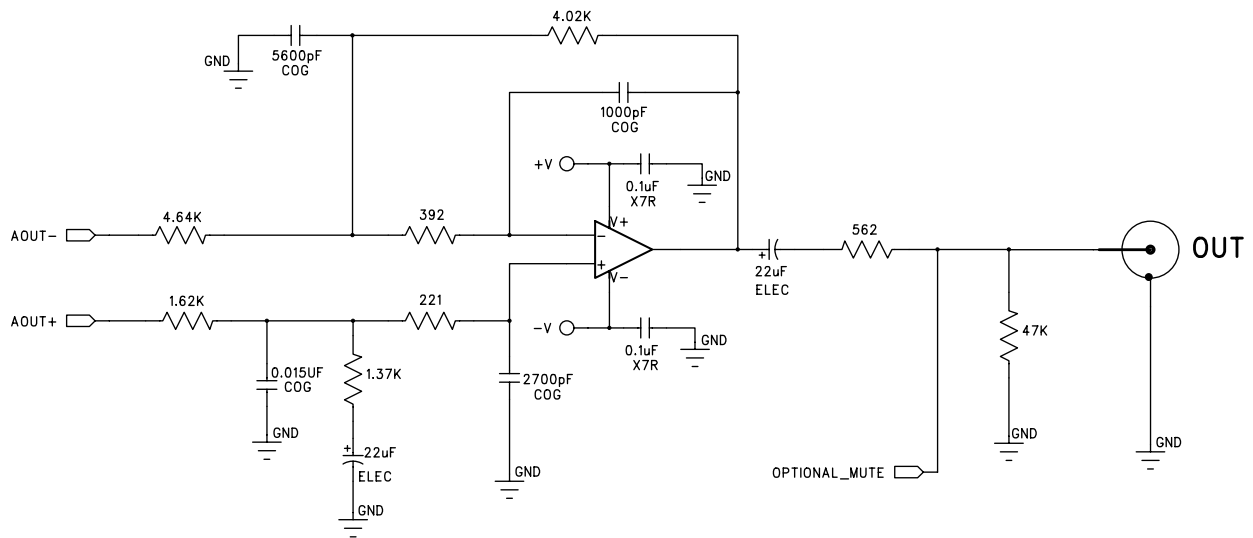 4.02K
GND
5600pF
COG
1000pF
COG
+V
GND
0.1uF
X7R
4.64K
392
V+
AOUT-
−
562
OUT
+
+
22uF
ELEC
V-
1.62K
221
AOUT+
-V
GND
0.1uF
X7R
47K
0.015UF
COG
1.37K
2700pF
COG
GND
+
22uF
ELEC
GND
GND
GND
GND
OPTIONAL_MUTE
GND